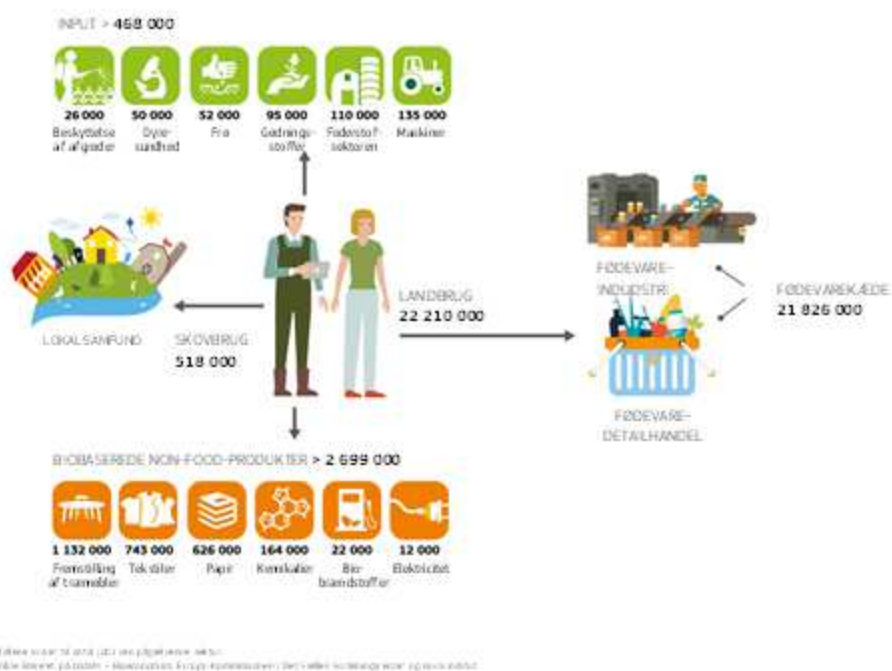 INPUT > 468 000
26 000 50 000 52 000 95 000 110 000 135 000
Beskyttelse Dyre- Frø Gødnings- Foderstof- Maskiner
af afgrøder sundhed stoffer sektoren
FØDEVARE-
INDUDSTRI
FØDEVAREKÆDE
21 826 000
LANDBRUG
22 210 000
LOKALSAMFUND
SKOVBRUG
518 000
FØDEVARE-
DETAILHANDEL
BIOBASEREDE NON-FOOD-PRODUKTER > 2 699 000
1 132 000 743 000 626 000 164 000 22 000 12 000
Fremstilling Tekstiler Papir Kemikalier Bio- Elektricitet
af træmøbler brændstoffer